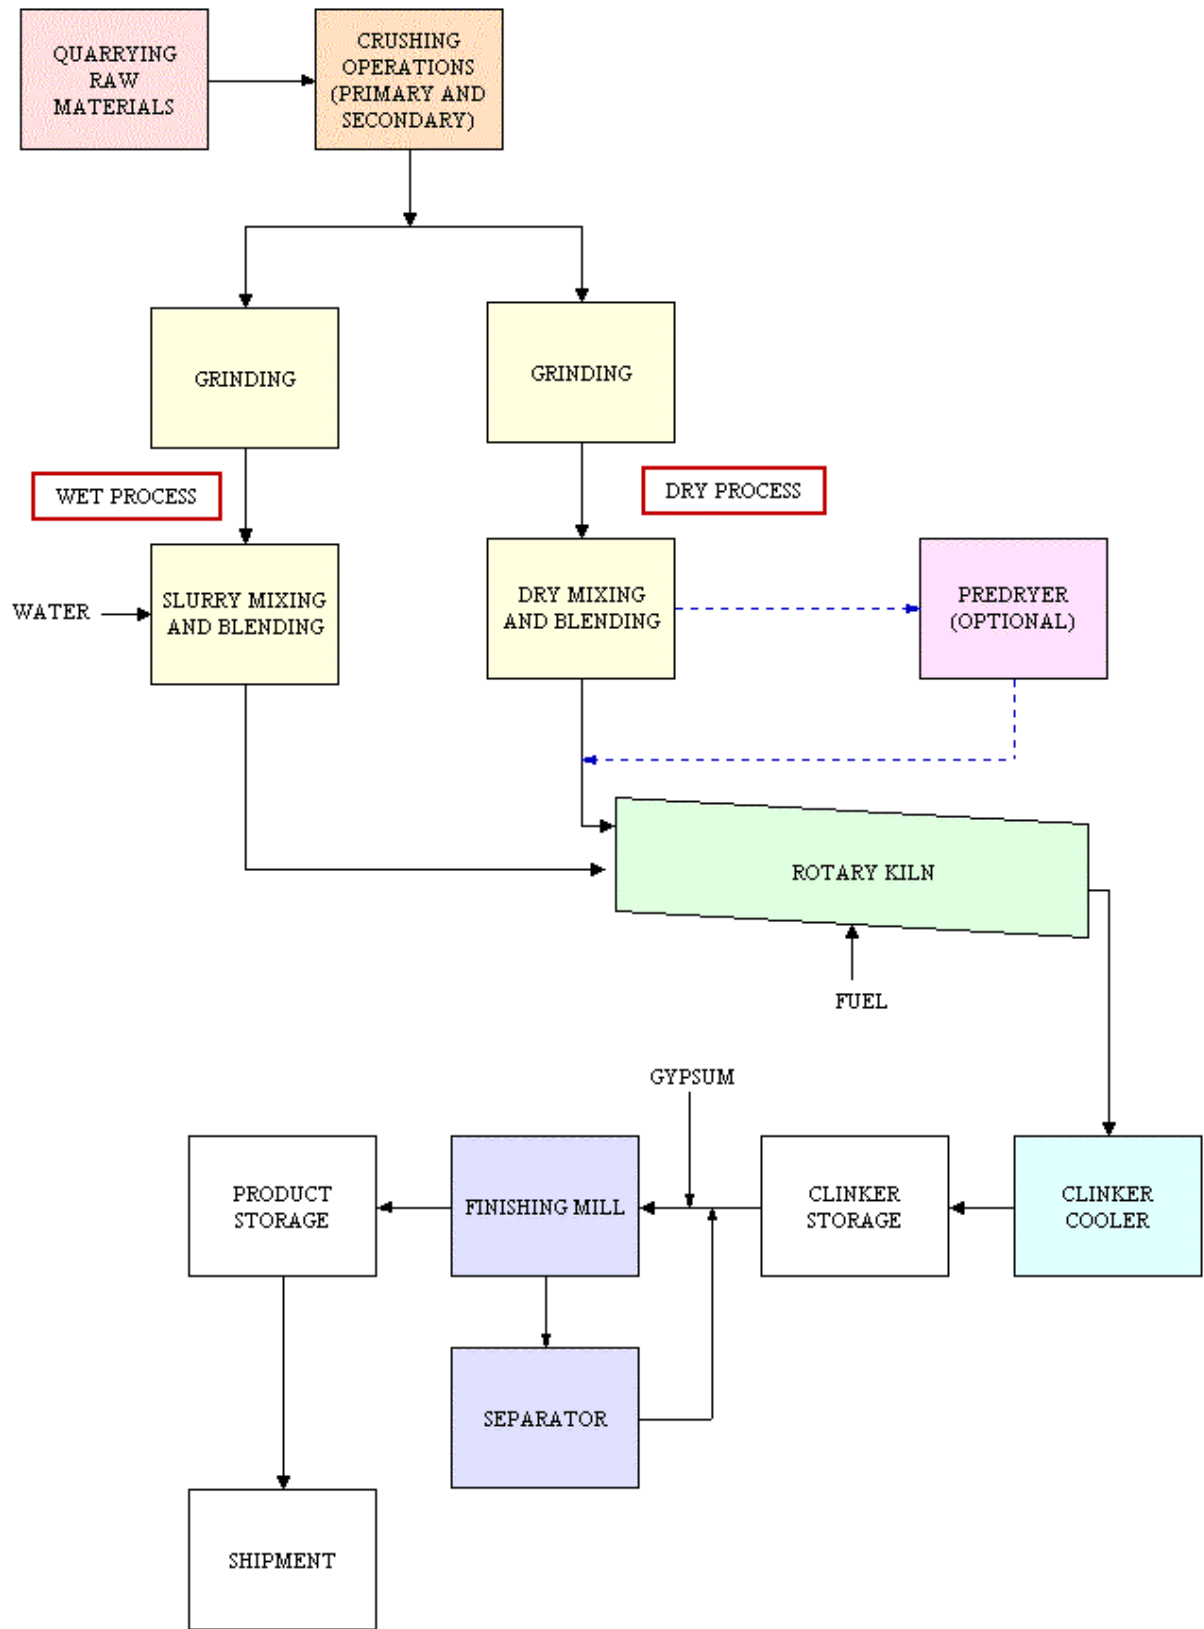 QUARRYING
RAW
MATERIALS
CRUSHING
OPERATIONS
(PRIMARY AND
SECONDARY)
GRINDING
GRINDING
WET PROCESS
DRY PROCESS
WATER
SLURRY MIXING
AND BLENDING
DRY MIXING
AND BLENDING
PREDRYER
(OPTIONAL)
ROTARY KILN
FUEL
GYPSUM
PRODUCT
STORAGE
FINISHING MILL
CLINKER
STORAGE
CLINKER
COOLER
SEPARATOR
SHIPMENT